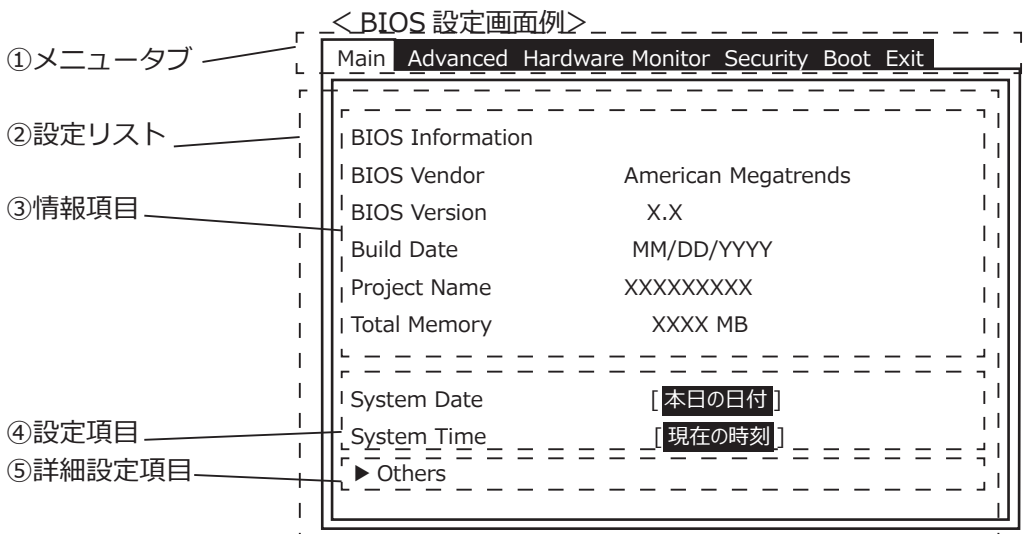 ＜BIOS 設定画面例＞
①メニュータブ
Main Advanced Hardware Monitor Security Boot Exit
②設定リスト
BIOS Information
BIOS Vendor American Megatrends
③情報項目
BIOS Version X.X
Build Date MM/DD/YYYY
Project Name XXXXXXXXX
Total Memory XXXX MB
System Date [ 本日の日付 ]
④設定項目
System Time [ 現在の時刻 ]
⑤詳細設定項目
▶ Others